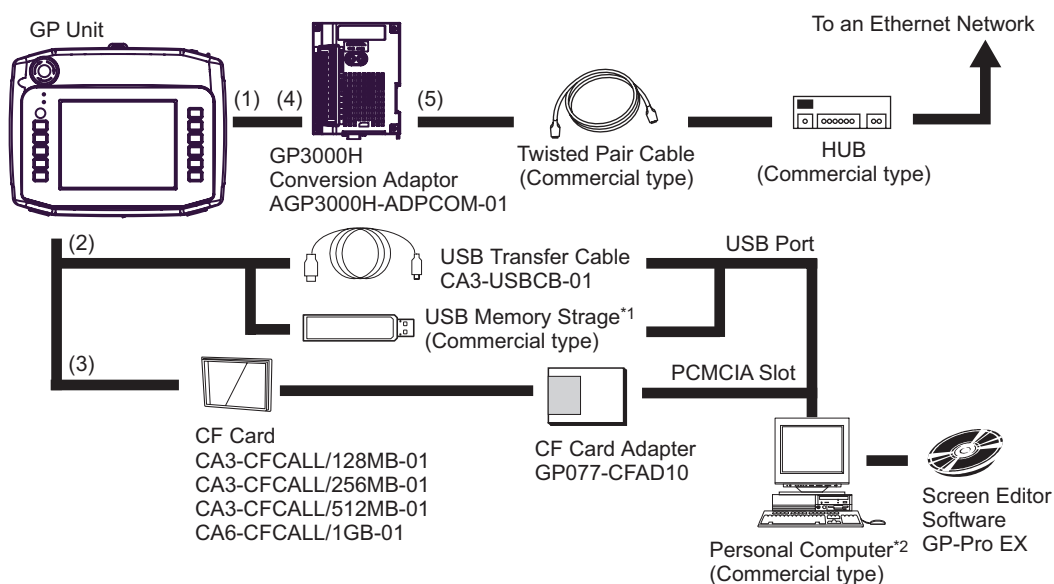 GP Unit
To an Ethernet Network
(1)
(4)
(5)
GP3000H
Conversion Adaptor
AGP3000H-ADPCOM-01
Twisted Pair Cable
(Commercial type)
HUB
(Commercial type)
(2)
USB Transfer Cable
CA3-USBCB-01
USB Port
USB Memory Strage*1
(Commercial type)
(3)
PCMCIA Slot
CF Card
CA3-CFCALL/128MB-01
CA3-CFCALL/256MB-01
CA3-CFCALL/512MB-01
CA6-CFCALL/1GB-01
CF Card Adapter
GP077-CFAD10
Personal Computer*2
(Commercial type)
Screen Editor
Software
GP-Pro EX